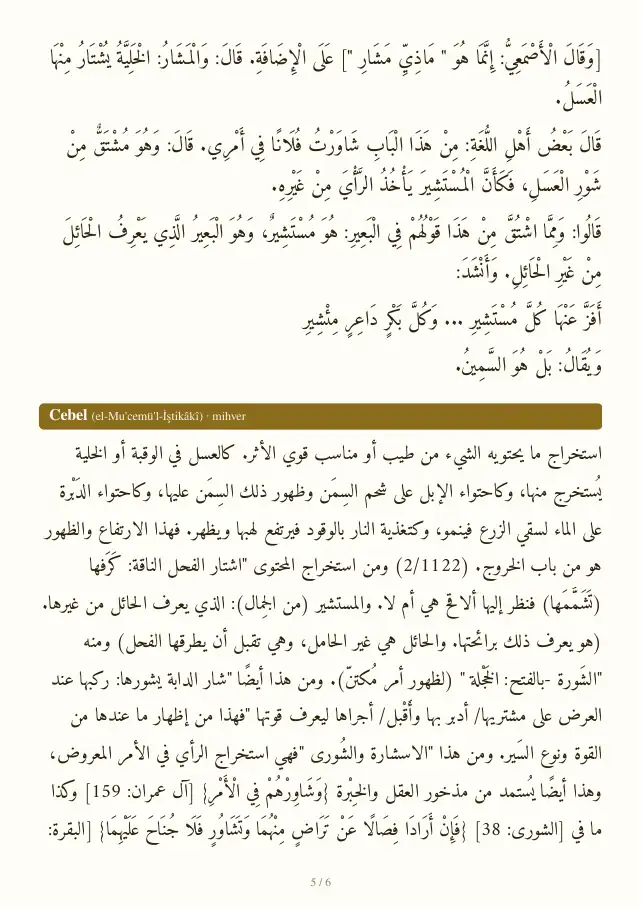 [وَقَالَ الْأَصْمَعِيُّ: إِنَّمَا هُوَ " مَاذِيِّ مَشَارِ "] عَلَى الْإِضَافَةِ. قَالَ: وَالْمَشَارُ: الْخَلِيَّةُ يُشْتَارُ مِنْهَا
الْعَسَلُ.
قَالَ بَعْضُ أَهْلِ اللُّغَةِ: مِنْ هَذَا الْبَابِ شَاوَرْتُ فُلَانًا فِي أَمْرِي. قَالَ: وَهُوَ مُشْتَقٌّ مِنْ
شَوْرِ الْعَسَلِ، فَكَأَنَّ الْمُسْتَشِيرَ يَأْخُذُ الرَّأْيَ مِنْ غَيْرِهِ.
قَالُوا: وَمِمَّا اشْتُقَّ مِنْ هَذَا قَوْلُهُمْ فِي الْبَعِيرِ: هُوَ مُسْتَشِيرٌ، وَهُوَ الْبَعِيرُ الَّذِي يَعْرِفُ الْحَائِلَ
مِنْ غَيْرِ الْحَائِلِ. وَأَنْشَدَ:
أَفَزَّ عَنْهَا كُلَّ مُسْتَشِيرِ ... وَكُلَّ بَكْرٍ دَاعِرٍ مِئْشِيرِ
وَيُقَالُ: بَلْ هُوَ السَّمِينُ.
Cebel (el-Mu'cemü'l-İştikâkî) · mihver
استخراج ما يحتويه الشيء من طيب أو مناسب قوي الأثر. كالعسل في الوقبة أو الخلية
يُستخرج منها، وكاحتواء الإبل على شحم السِمَن وظهور ذلك السِمَن عليها، وكاحتواء الدَبْرة
على الماء لسقي الزرع فينمو، وكتغذية النار بالوقود فيرتفع لهبها ويظهر. فهذا الارتفاع والظهور
هو من باب الخروج. (2/1122) ومن استخراج المحتوى "اشتار الفحل الناقة: كَرَفها
(تَشَمَّمَها) فنظر إليها ألاقحٌ هي أم لا. والمستشير (من الجِمال): الذي يعرف الحائل من غيرها.
(هو يعرف ذلك برائحتها. والحائل هي غير الحامل، وهي تقبل أن يطرقها الفحل) ومنه
"الشَورة -بالفتح: الخَجْلة " (لظهور أمر مُكتنّ). ومن هذا أيضًا "شار الدابة يشورها: ركبها عند
العرض على مشتريها/ أدبر بها وأَقْبل/ أجراها ليعرف قوتها "فهذا من إظهار ما عندها من
القوة ونوع السَير. ومن هذا "الاسشارة والشُورى "فهي استخراج الرأي في الأمر المعروض،
وهذا أيضًا يُستمد من مذخور العقل والخِبْرة {وَشَاوِرْهُمْ فِي الْأَمْرِ} [آل عمران: 159] وكذا
ما في [الشورى: 38] {فَإِنْ أَرَادَا فِصَالًا عَنْ تَرَاضٍ مِنْهُمَا وَتَشَاوُرٍ فَلَا جُنَاحَ عَلَيْهِمَا} [البقرة:
5 / 6